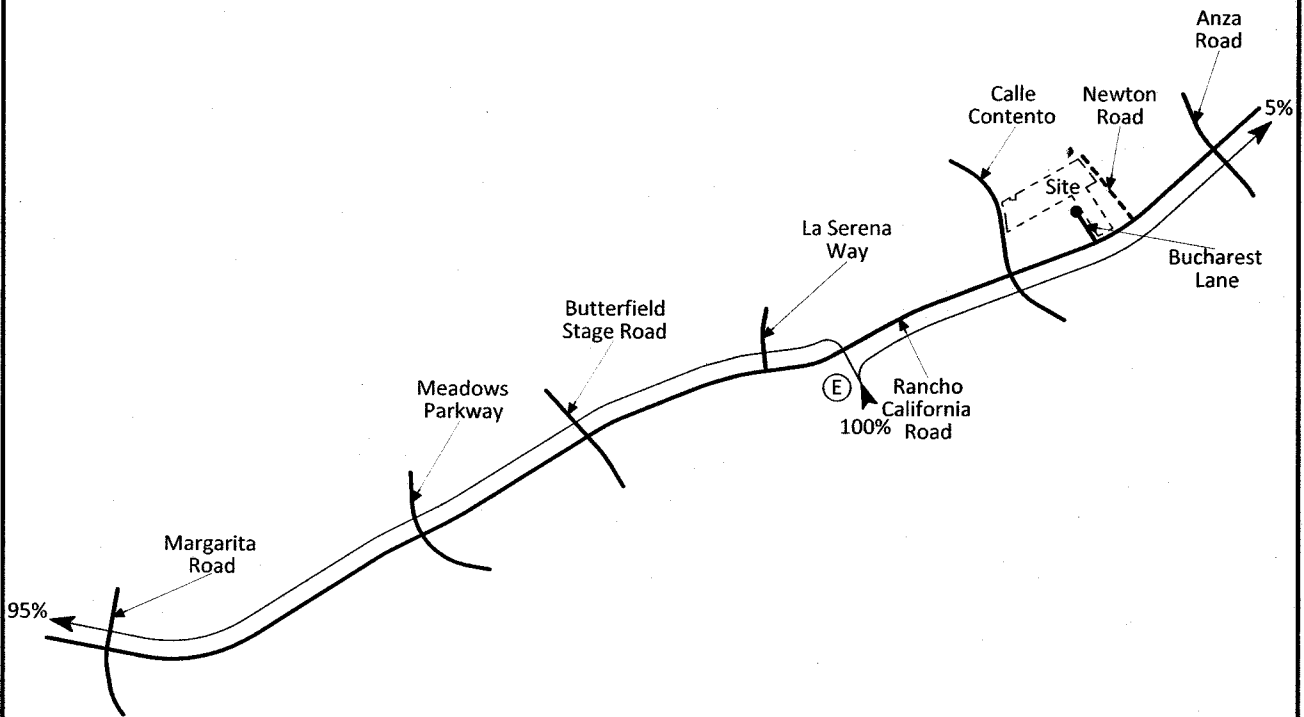 Anza
Road
5%
Calle
Contento
Newton
Road
Site
La Serena
Way
Bucharest
Lane
Butterfield
Stage Road
Meadows
Parkway
E
Rancho
California
Road
100%
Margarita
Road
95%